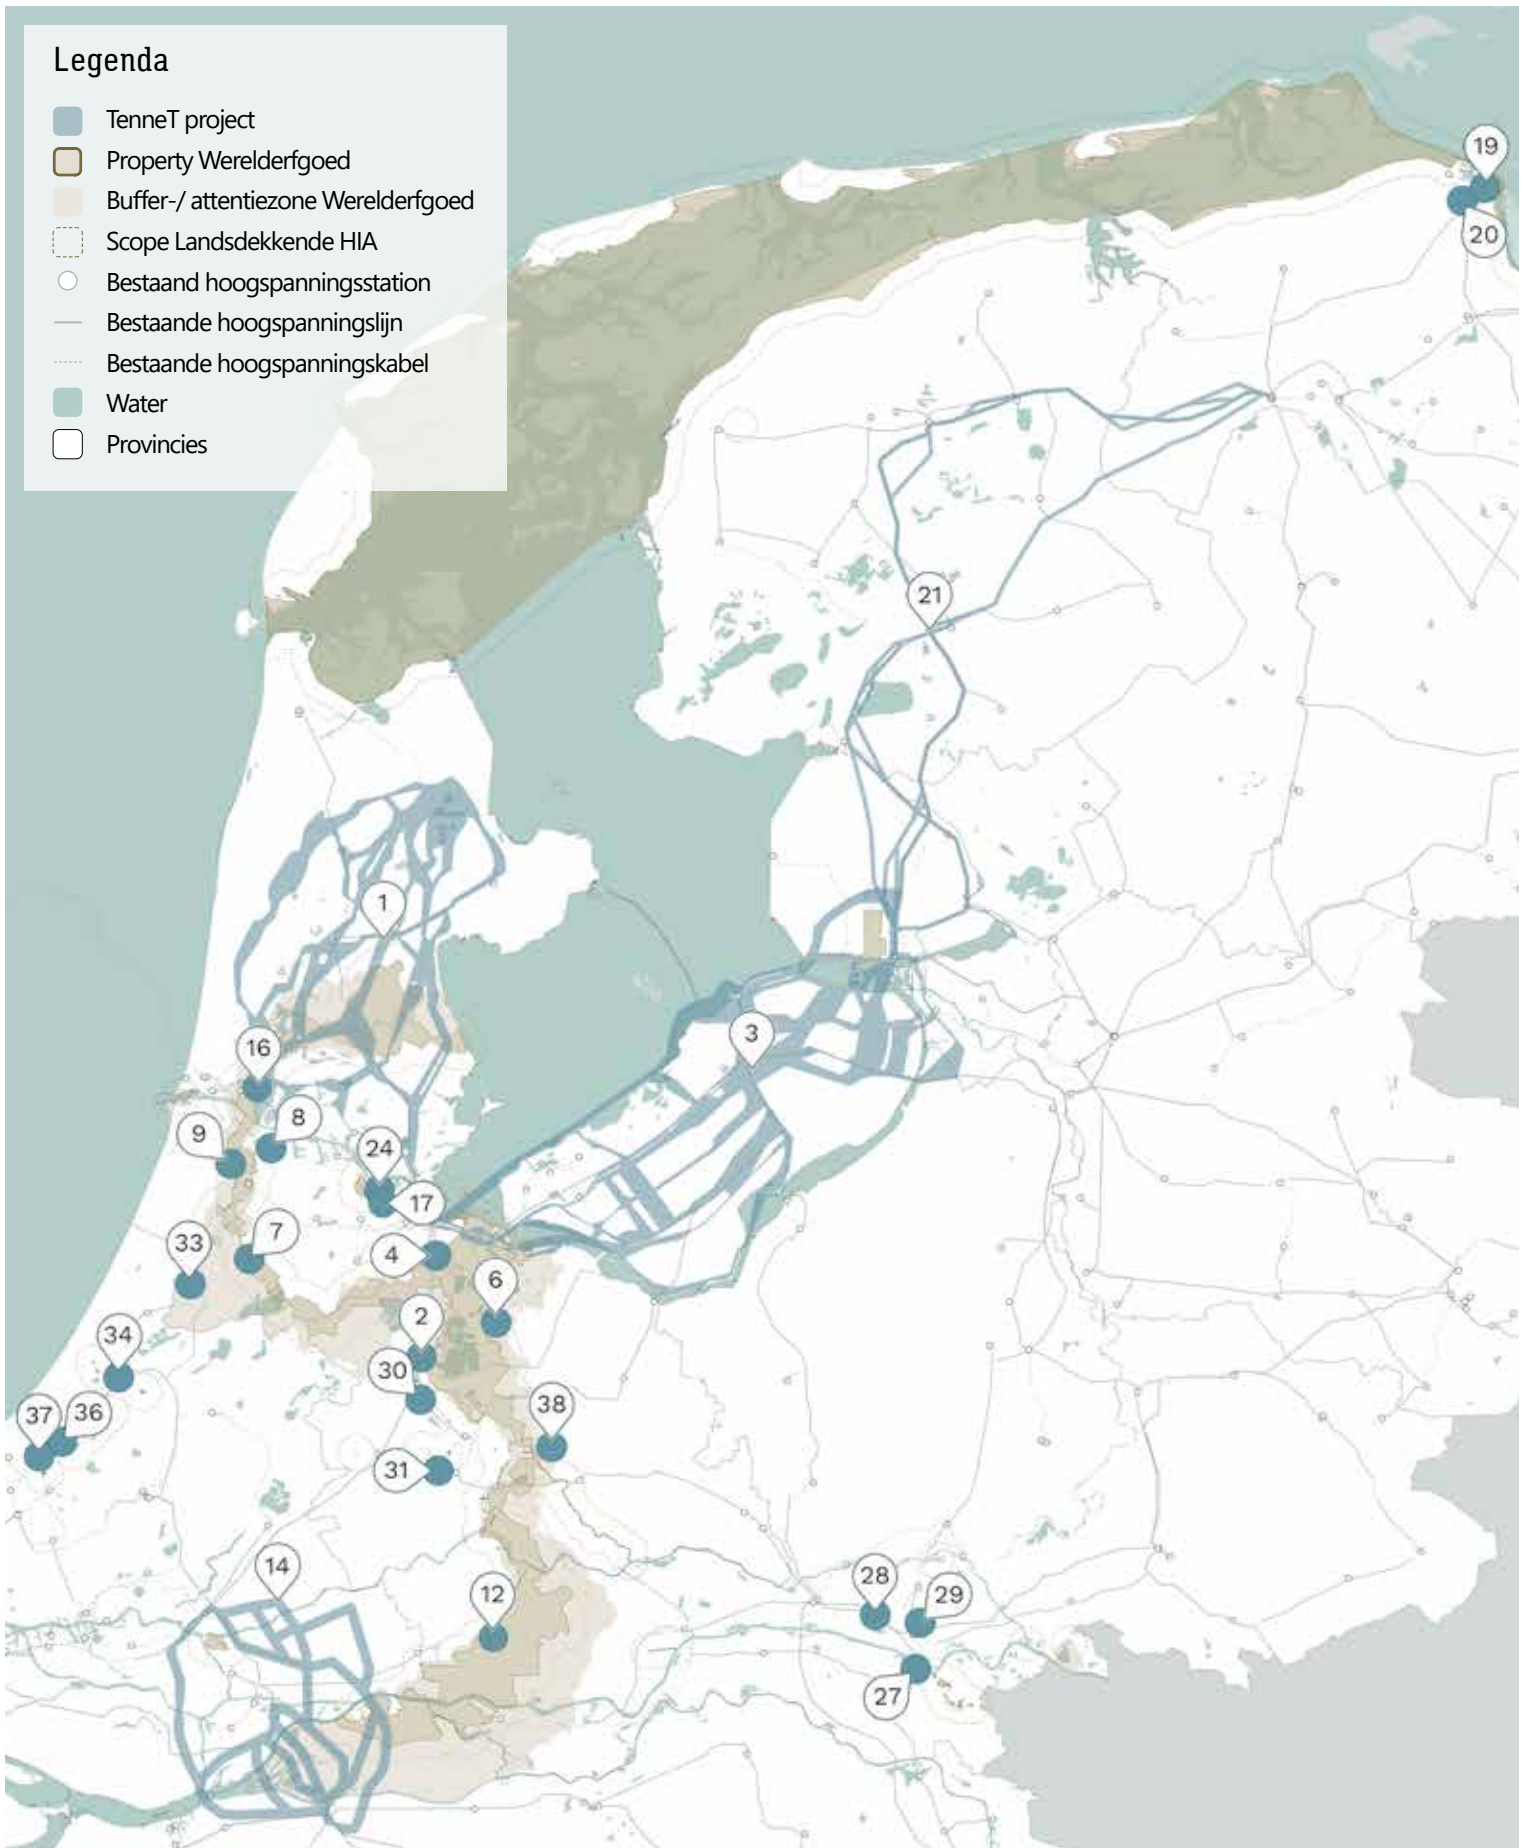 Legenda
TenneT project
Property Werelderfgoed
Buffer-/ attentiezone Werelderfgoed
Scope Landsdekkende HIA
Bestaand hoogspanningsstation
Bestaande hoogspanningslijn
Bestaande hoogspanningskabel
Water
Provincies
19
20
21
1
3
16
8
9
24
17
7
33
4
6
2
34
30
38
37
36
31
14
12
28
29
27